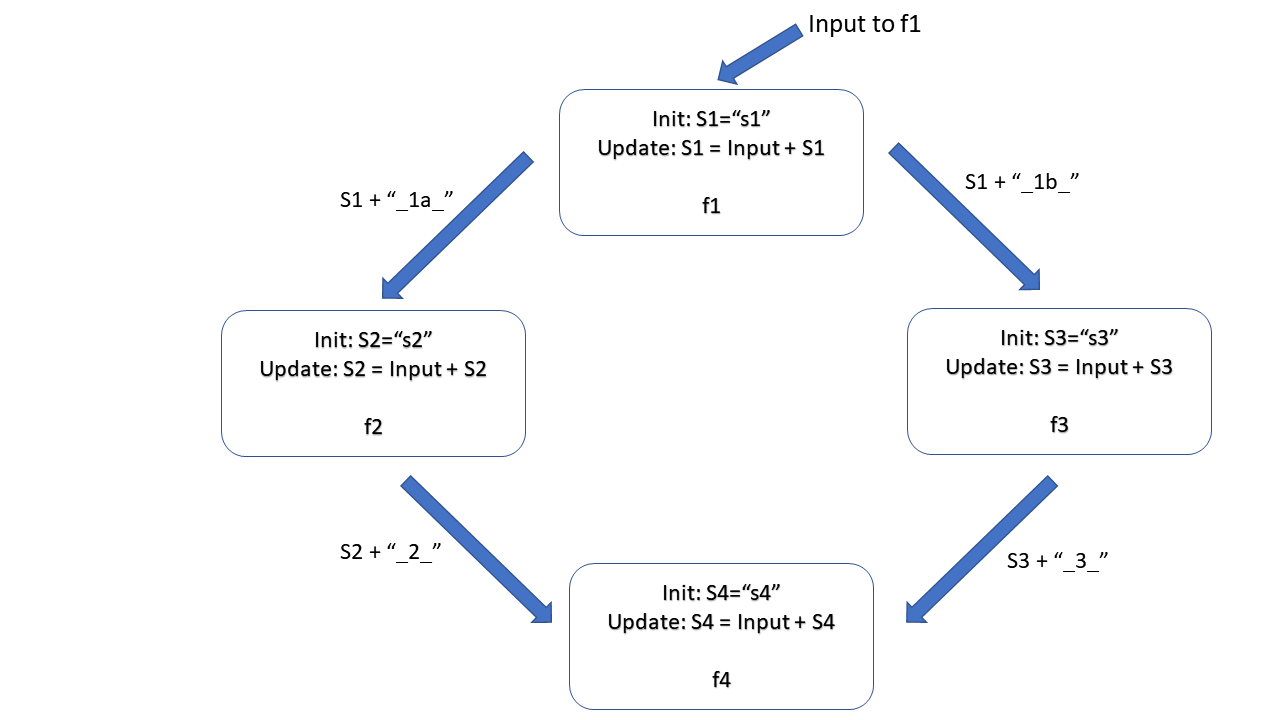 Input to f1
Init: S1=“s1”
Update: S1 = Input + S1
f1
S1 + “_1a_”
S1 + “_1b_”
Init: S2=“s2”
Update: S2 = Input + S2
f2
Init: S3=“s3”
Update: S3 = Input + S3
f3
S2 + “_2_”
S3 + “_3_”
Init: S4=“s4”
Update: S4 = Input + S4
f4